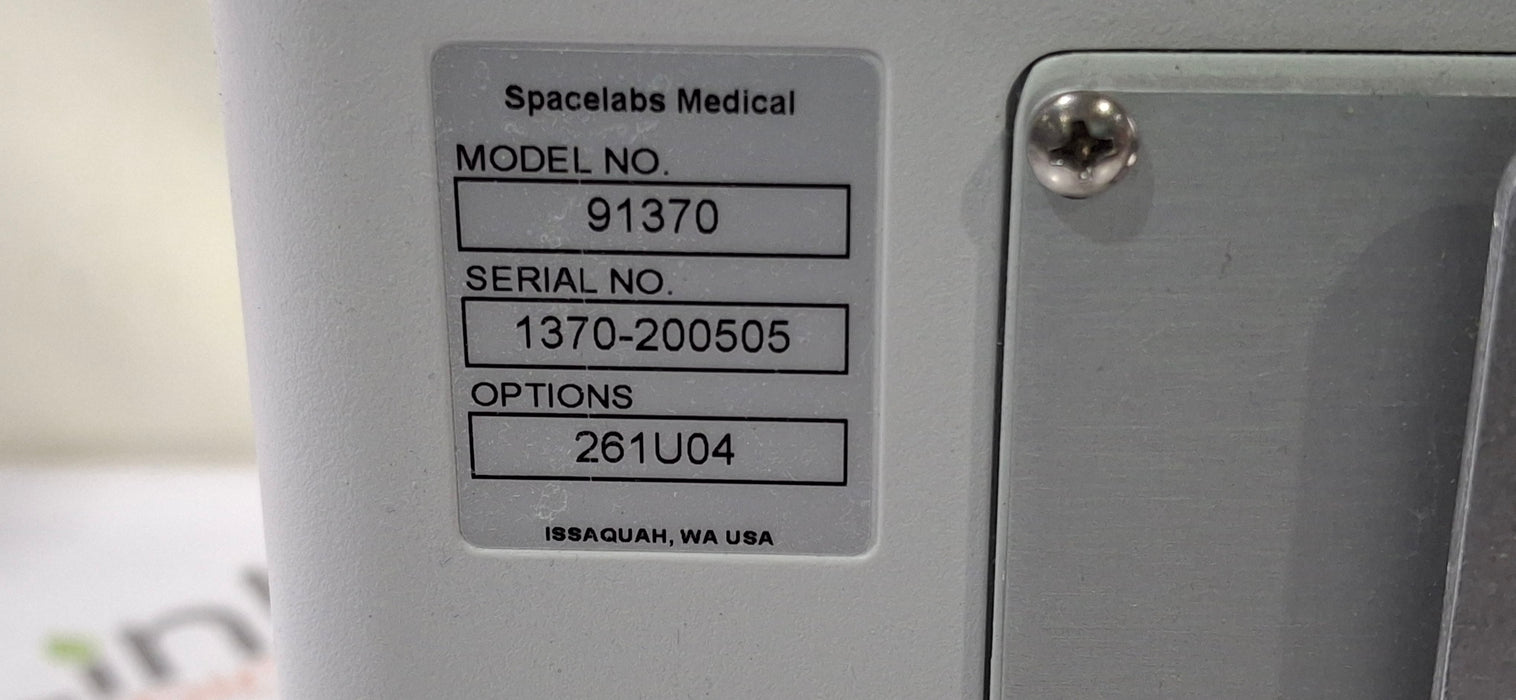 Spacelabs Medical
MODEL NO.
91370
SERIAL NO.
1370-200505
OPTIONS
261U04
ISSAQUAH, WA USA